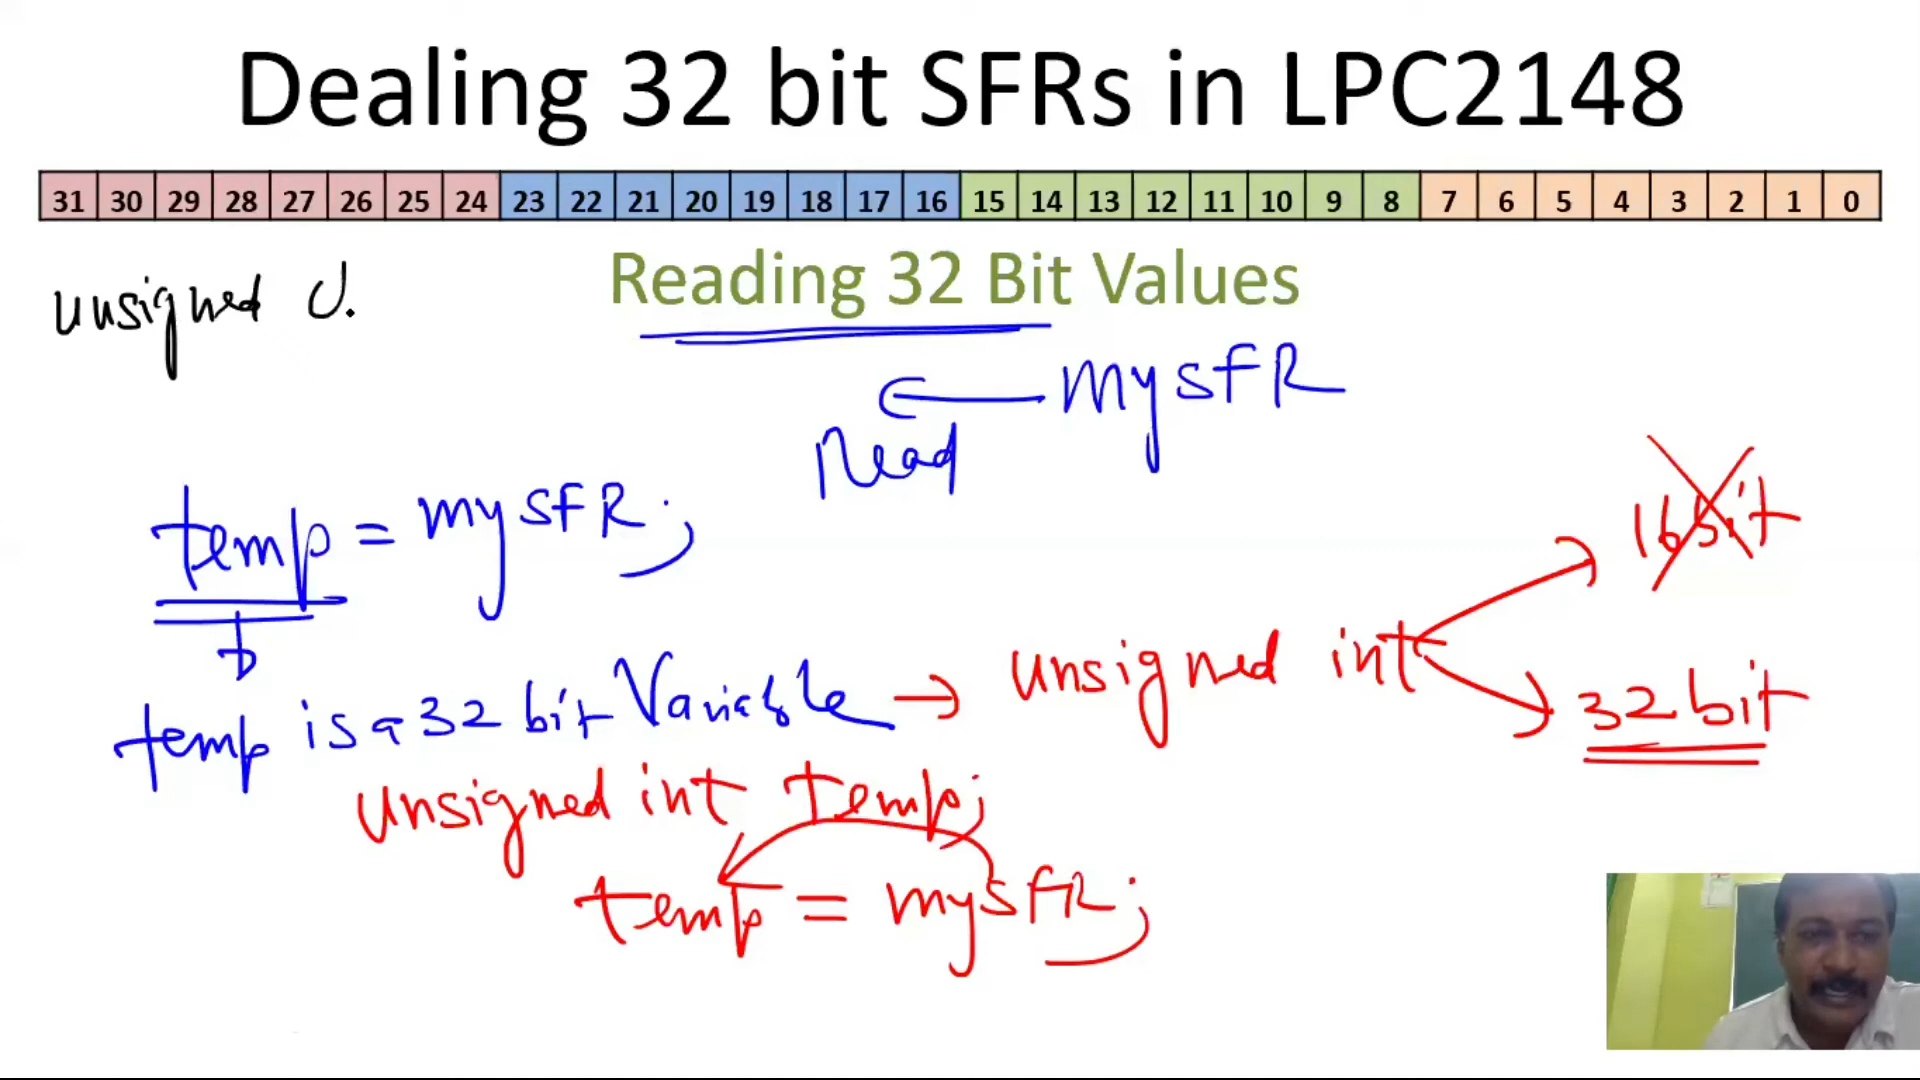 Dealing 32 bit SFRs in LPC2148
31 30 29 28 27 26 25 24 23 22 21 20 19 18 17 16 15 14 13 12 11 10 9 8 7 6 5 4 3 2 1 0
Reading 32 Bit Values
unsigned
mysFR
Read
temp = mysFR;
16 bit
temp is a 32 bit Variable → unsigned int
32 bit
unsigned int temp;
temp = mysFR;